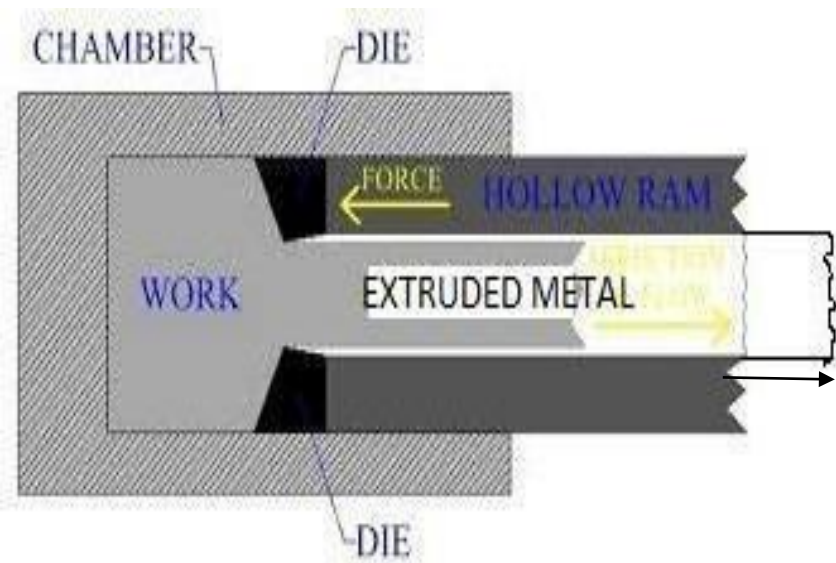 CHAMBER
DIE
FORCE
HOLLOW RAM
WORK
EXTRUDED METAL
DIE